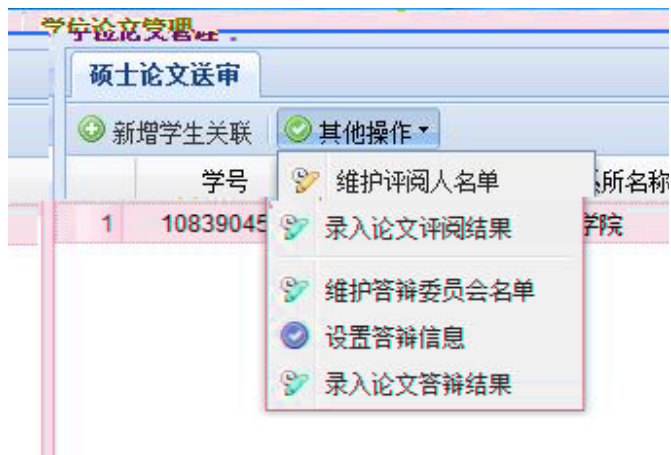 学位论文管理
硕士论文送审
新增学生关联 其他操作
学号 所名称
1 10839045 学院
维护评阅人名单
录入论文评阅结果
维护答辩委员会名单
设置答辩信息
录入论文答辩结果